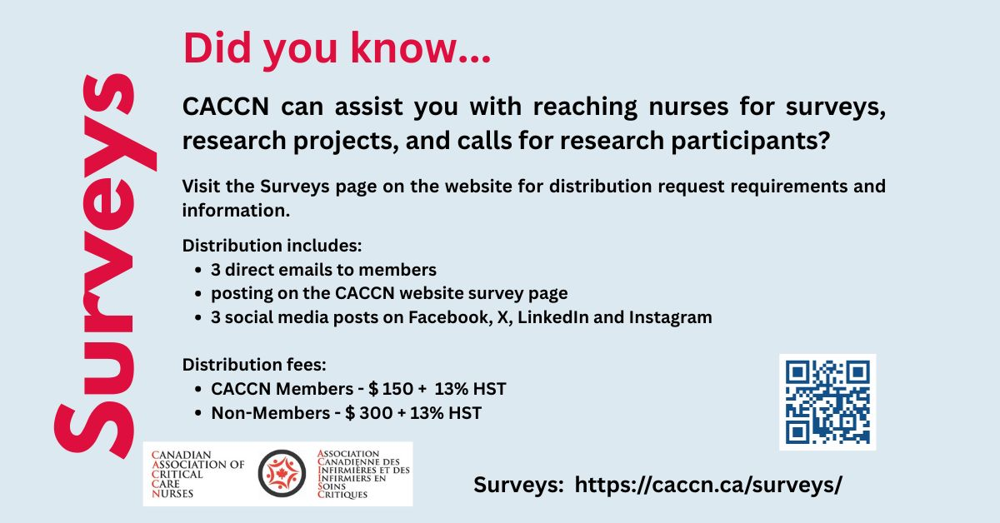 Surveys
Did you know...
CACCN can assist you with reaching nurses for surveys,
research projects, and calls for research participants?
Visit the Surveys page on the website for distribution request requirements and
information.
Distribution includes:
• 3 direct emails to members
• posting on the CACCN website survey page
• 3 social media posts on Facebook, X, LinkedIn and Instagram
Distribution fees:
• CACCN Members - $ 150 + 13% HST
• Non-Members - $ 300 + 13% HST
CANADIAN
ASSOCIATION OF
CRITICAL
CARE
NURSES
ASSOCIATION
CANADIENNE DES
INFIRMIÈRES ET DES
INFIRMIERS EN
SOINS
CRITIQUES
Surveys: https://caccn.ca/surveys/